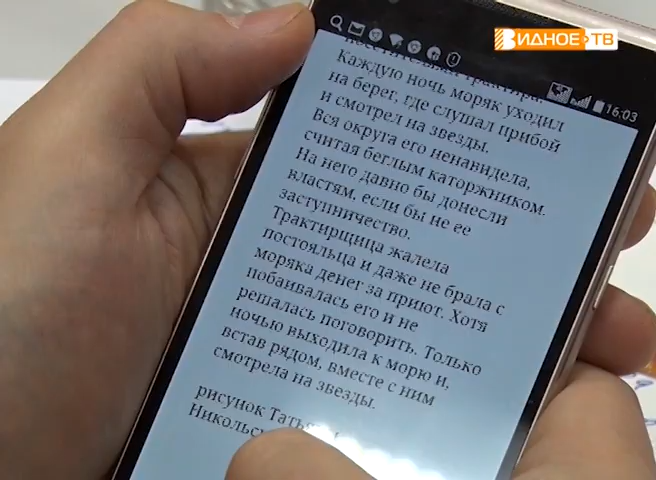 ВИДНОЕ-ТВ
16:03
Каждую ночь моряк уходил
на берег, где слушал прибой
и смотрел на звезды.
Вся округа его ненавидела,
считая беглым каторжником.
На него давно бы донесли
властям, если бы не ее
заступничество.
Трактирщица жалела
постояльца и даже не брала с
моряка денег за приют. Хотя
побаивалась его и не
решалась поговорить. Только
ночью выходила к морю и,
встав рядом, вместе с ним
смотрела на звезды.
рисунок